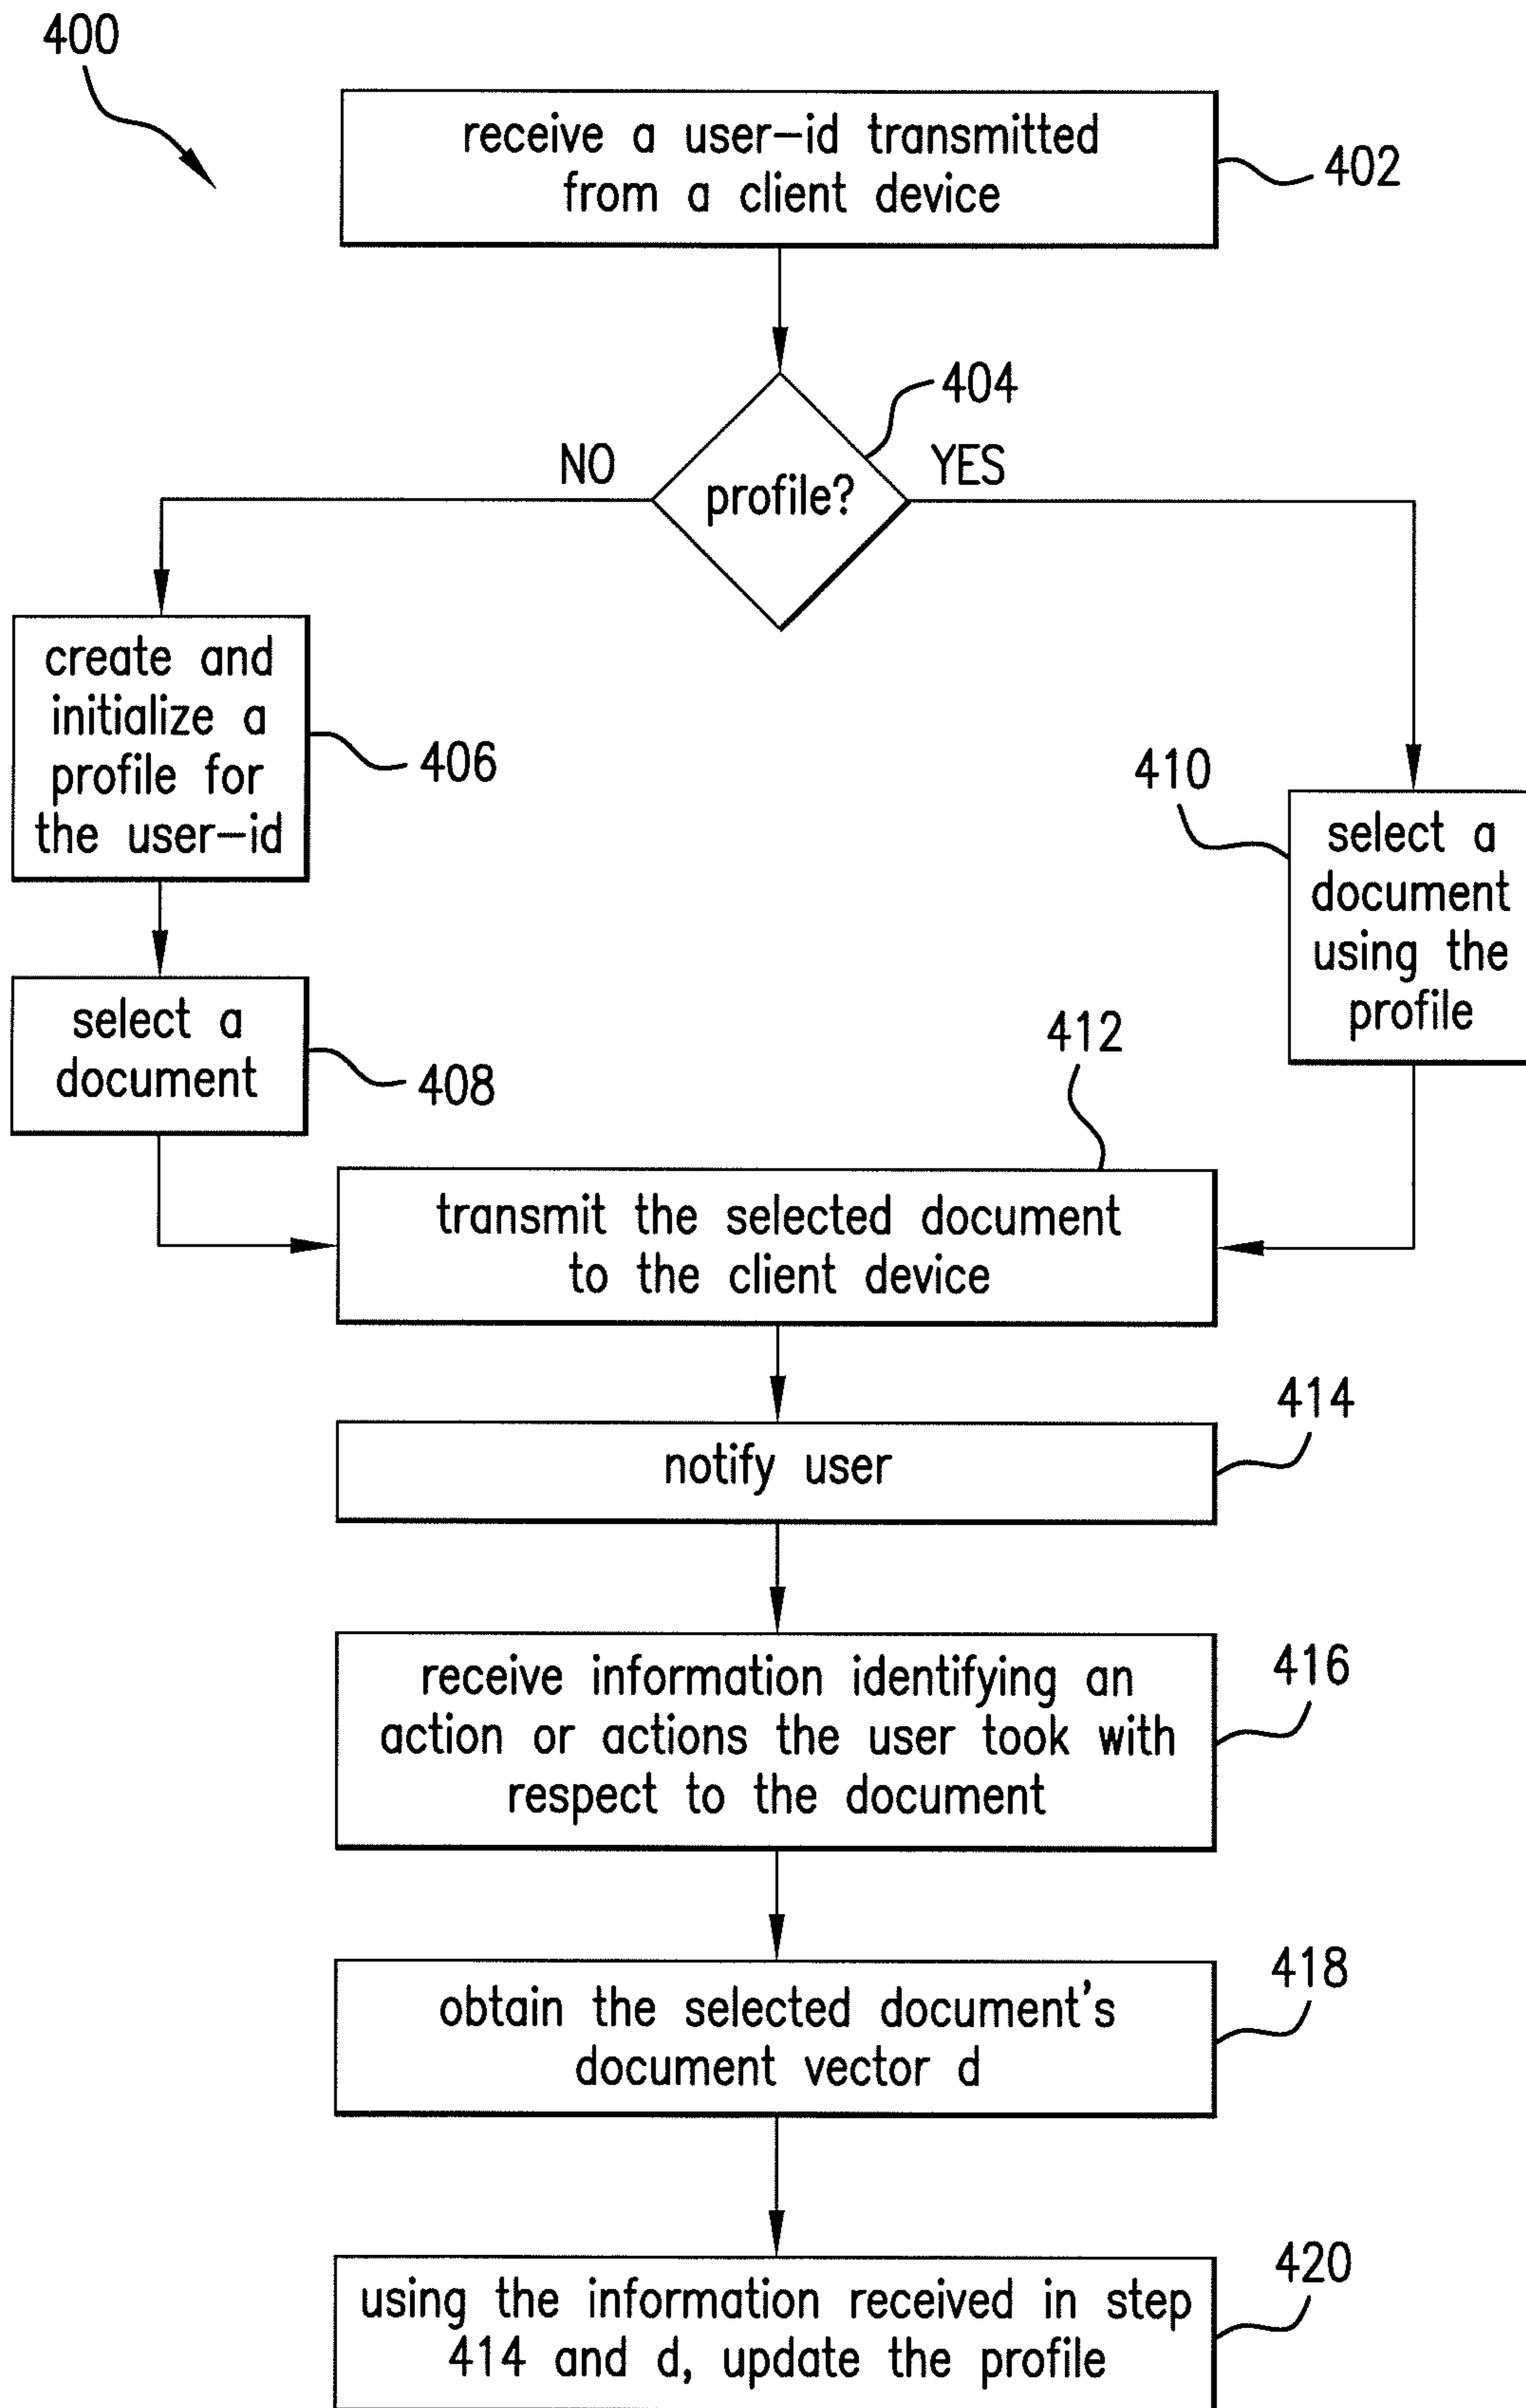 400
receive a user-id transmitted
from a client device
402
404
NO
YES
profile?
create and
initialize a
profile for
the user-id
406
410
select a
document
using the
profile
select a
document
408
412
transmit the selected document
to the client device
414
notify user
416
receive information identifying an
action or actions the user took with
respect to the document
418
obtain the selected document's
document vector d
420
using the information received in step
414 and d, update the profile